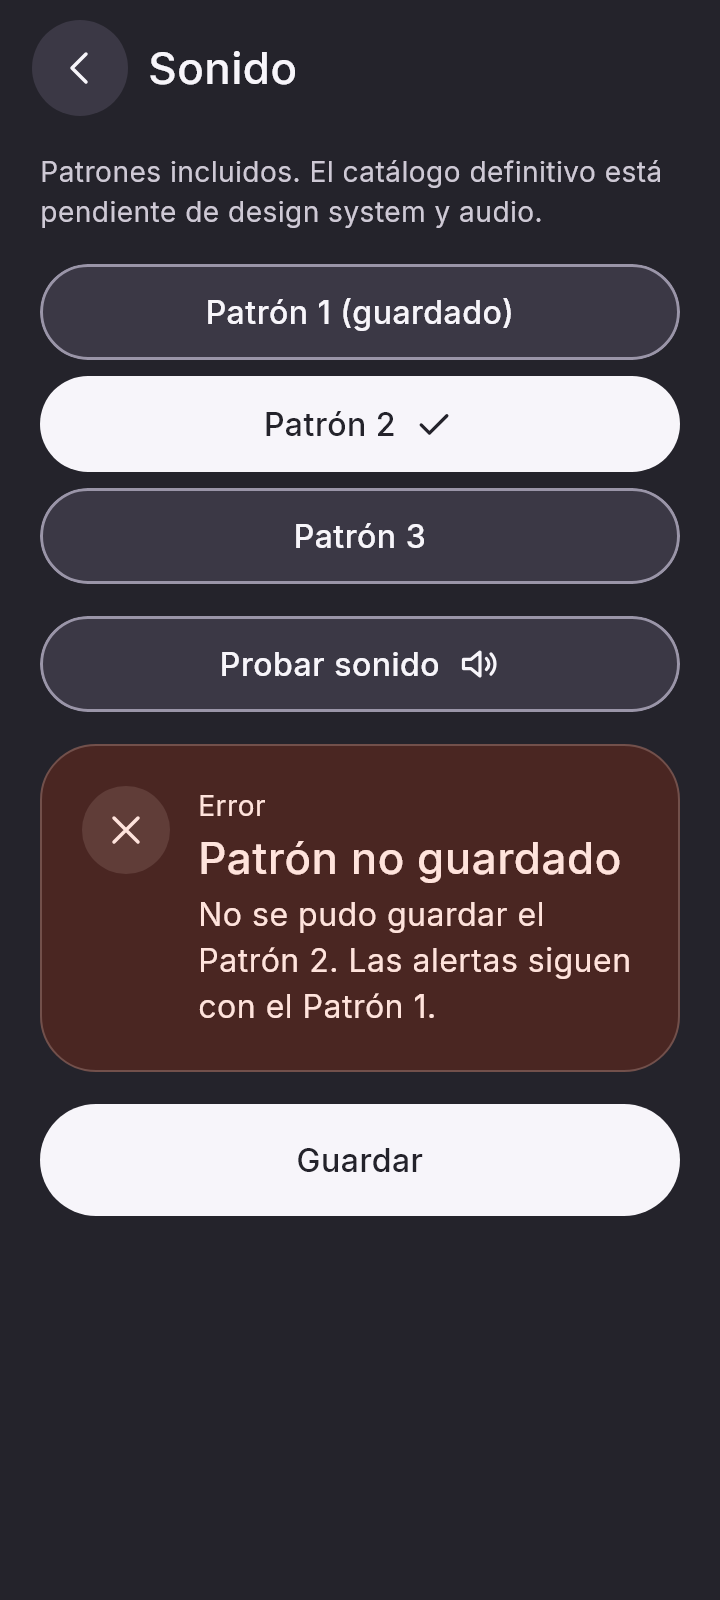 Sonido
Patrones incluidos. El catálogo definitivo está
pendiente de design system y audio.
Patrón 1 (guardado)
Patrón 2
Patrón 3
Probar sonido
Error
Patrón no guardado
No se pudo guardar el
Patrón 2. Las alertas siguen
con el Patrón 1.
Guardar